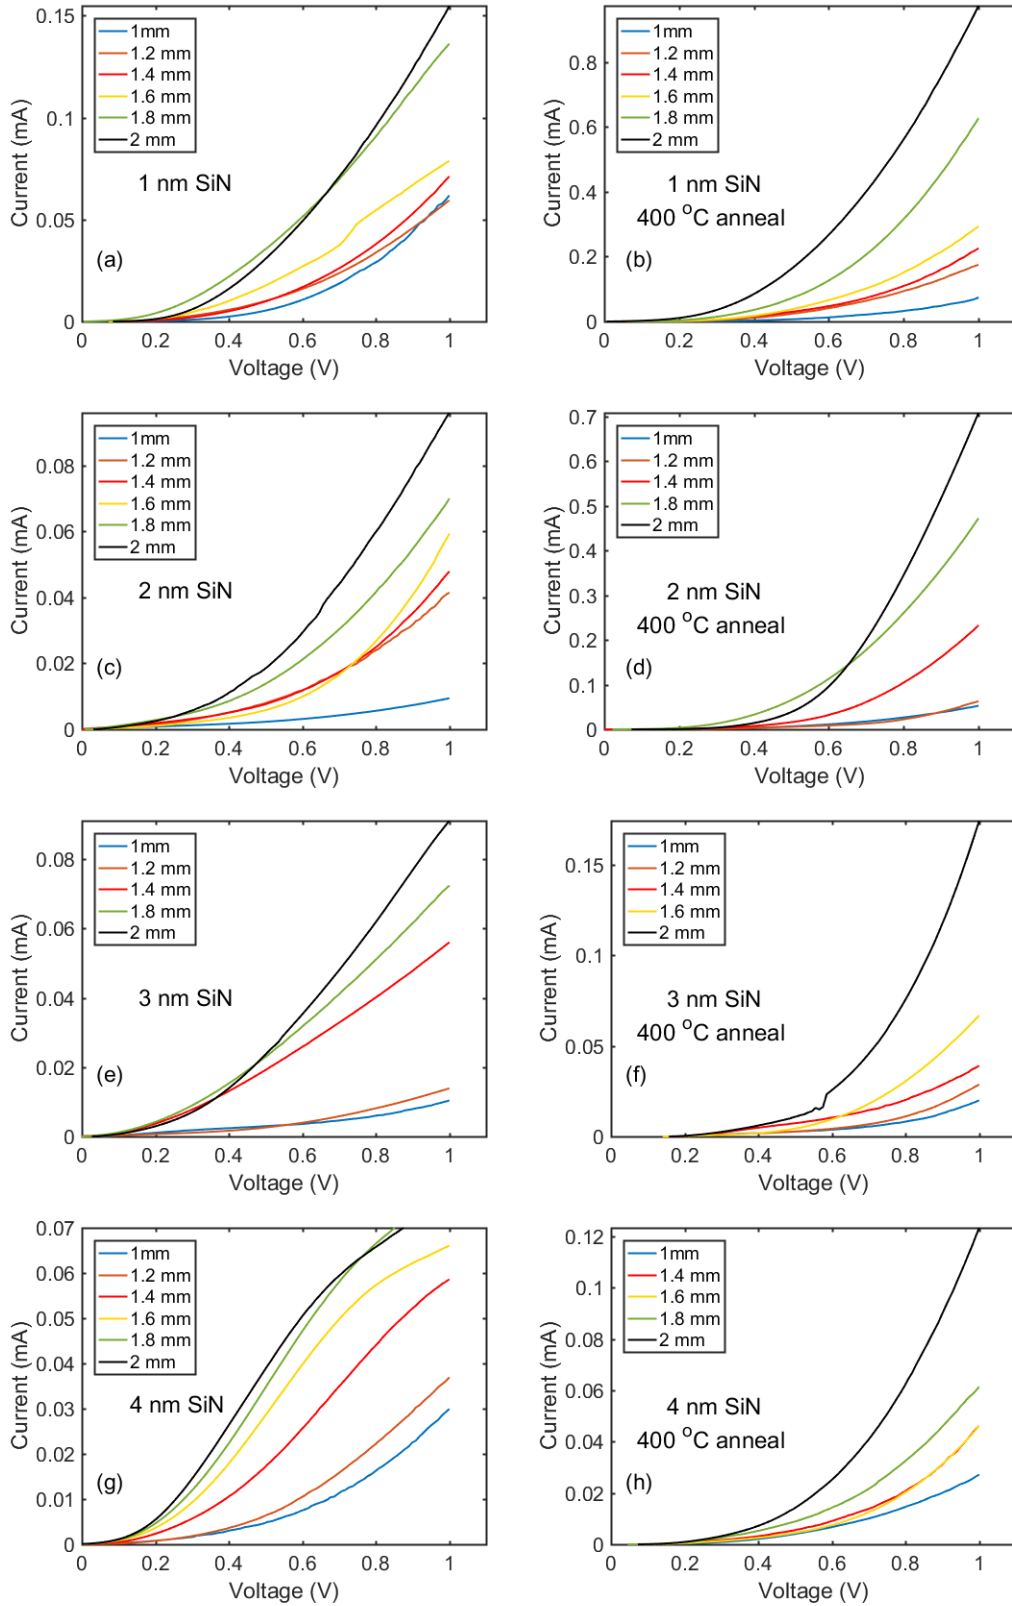 0.15
0.1
0.05
0
Current (mA)
1mm
1.2 mm
1.4 mm
1.6 mm
1.8 mm
2 mm
1 nm SiN
(a)
0 0.2 0.4 0.6 0.8 1
Voltage (V)
0.8
0.6
0.4
0.2
0
Current (mA)
1mm
1.2 mm
1.4 mm
1.6 mm
1.8 mm
2 mm
1 nm SiN
400 °C anneal
(b)
0 0.2 0.4 0.6 0.8 1
Voltage (V)
0.08
0.06
0.04
0.02
0
Current (mA)
1mm
1.2 mm
1.4 mm
1.6 mm
1.8 mm
2 mm
2 nm SiN
(c)
0 0.2 0.4 0.6 0.8 1
Voltage (V)
0.7
0.6
0.5
0.4
0.3
0.2
0.1
0
Current (mA)
1mm
1.2 mm
1.4 mm
1.8 mm
2 mm
2 nm SiN
400 °C anneal
(d)
0 0.2 0.4 0.6 0.8 1
Voltage (V)
0.08
0.06
0.04
0.02
0
Current (mA)
1mm
1.2 mm
1.4 mm
1.8 mm
2 mm
3 nm SiN
(e)
0 0.2 0.4 0.6 0.8 1
Voltage (V)
0.15
0.1
0.05
0
Current (mA)
1mm
1.2 mm
1.4 mm
1.6 mm
2 mm
3 nm SiN
400 °C anneal
(f)
0 0.2 0.4 0.6 0.8 1
Voltage (V)
0.07
0.06
0.05
0.04
0.03
0.02
0.01
0
Current (mA)
1mm
1.2 mm
1.4 mm
1.6 mm
1.8 mm
2 mm
4 nm SiN
(g)
0 0.2 0.4 0.6 0.8 1
Voltage (V)
0.12
0.1
0.08
0.06
0.04
0.02
0
Current (mA)
1mm
1.4 mm
1.6 mm
1.8 mm
2 mm
4 nm SiN
400 °C anneal
(h)
0 0.2 0.4 0.6 0.8 1
Voltage (V)